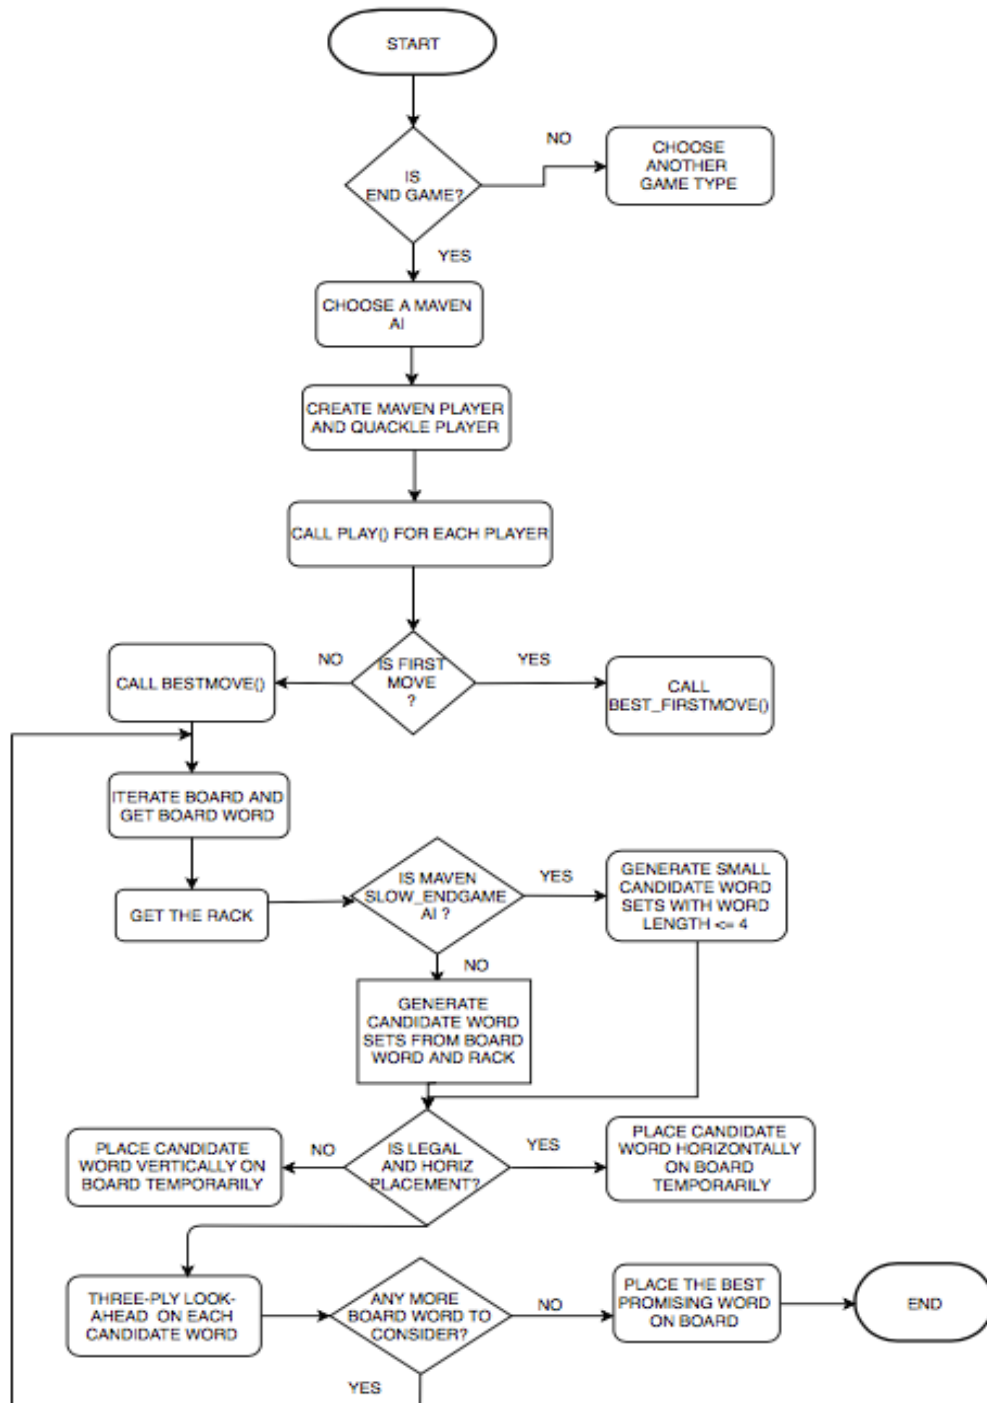 START
NO
CHOOSE
ANOTHER
GAME TYPE
IS
END GAME?
YES
CHOOSE A MAVEN
AI
CREATE MAVEN PLAYER
AND QUACKLE PLAYER
CALL PLAY() FOR EACH PLAYER
CALL BESTMOVE()
NO
IS FIRST
MOVE
?
YES
CALL
BEST_FIRSTMOVE()
ITERATE BOARD AND
GET BOARD WORD
GET THE RACK
IS MAVEN
SLOW_ENDGAME
AI ?
YES
GENERATE SMALL
CANDIDATE WORD
SETS WITH WORD
LENGTH <= 4
NO
GENERATE
CANDIDATE WORD
SETS FROM BOARD
WORD AND RACK
PLACE CANDIDATE
WORD VERTICALLY ON
BOARD TEMPORARILY
NO
IS LEGAL
AND HORIZ
PLACEMENT?
YES
PLACE CANDIDATE
WORD HORIZONTALLY
ON BOARD
TEMPORARILY
THREE-PLY LOOK-
AHEAD ON EACH
CANDIDATE WORD
ANY MORE
BOARD WORD TO
CONSIDER?
NO
PLACE THE BEST
PROMISING WORD
ON BOARD
END
YES